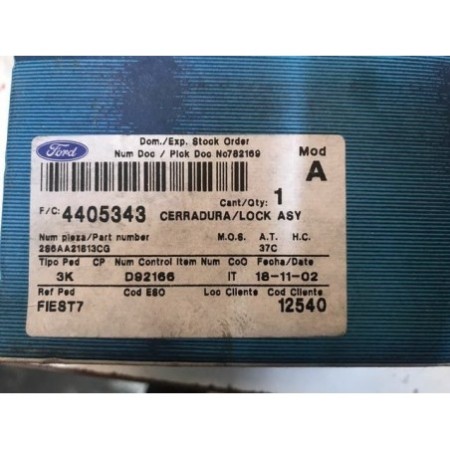 Dom./Exp. Stock Order
Ford Num Doc / Pick Doc No782169 Mod
A
Cant/Qty: 1
F/C: 4405343 CERRADURA/LOCK ASY
Num pieza/Part number M.O.S. A.T. H.C.
2S6AA21813CG 37C
Tipo Ped CP Num Control Item Num CoO Fecha/Date
3K D92166 IT 18-11-02
Ref Ped Cod ESO Loc Cliente Cod Cliente
FIEST7 12540